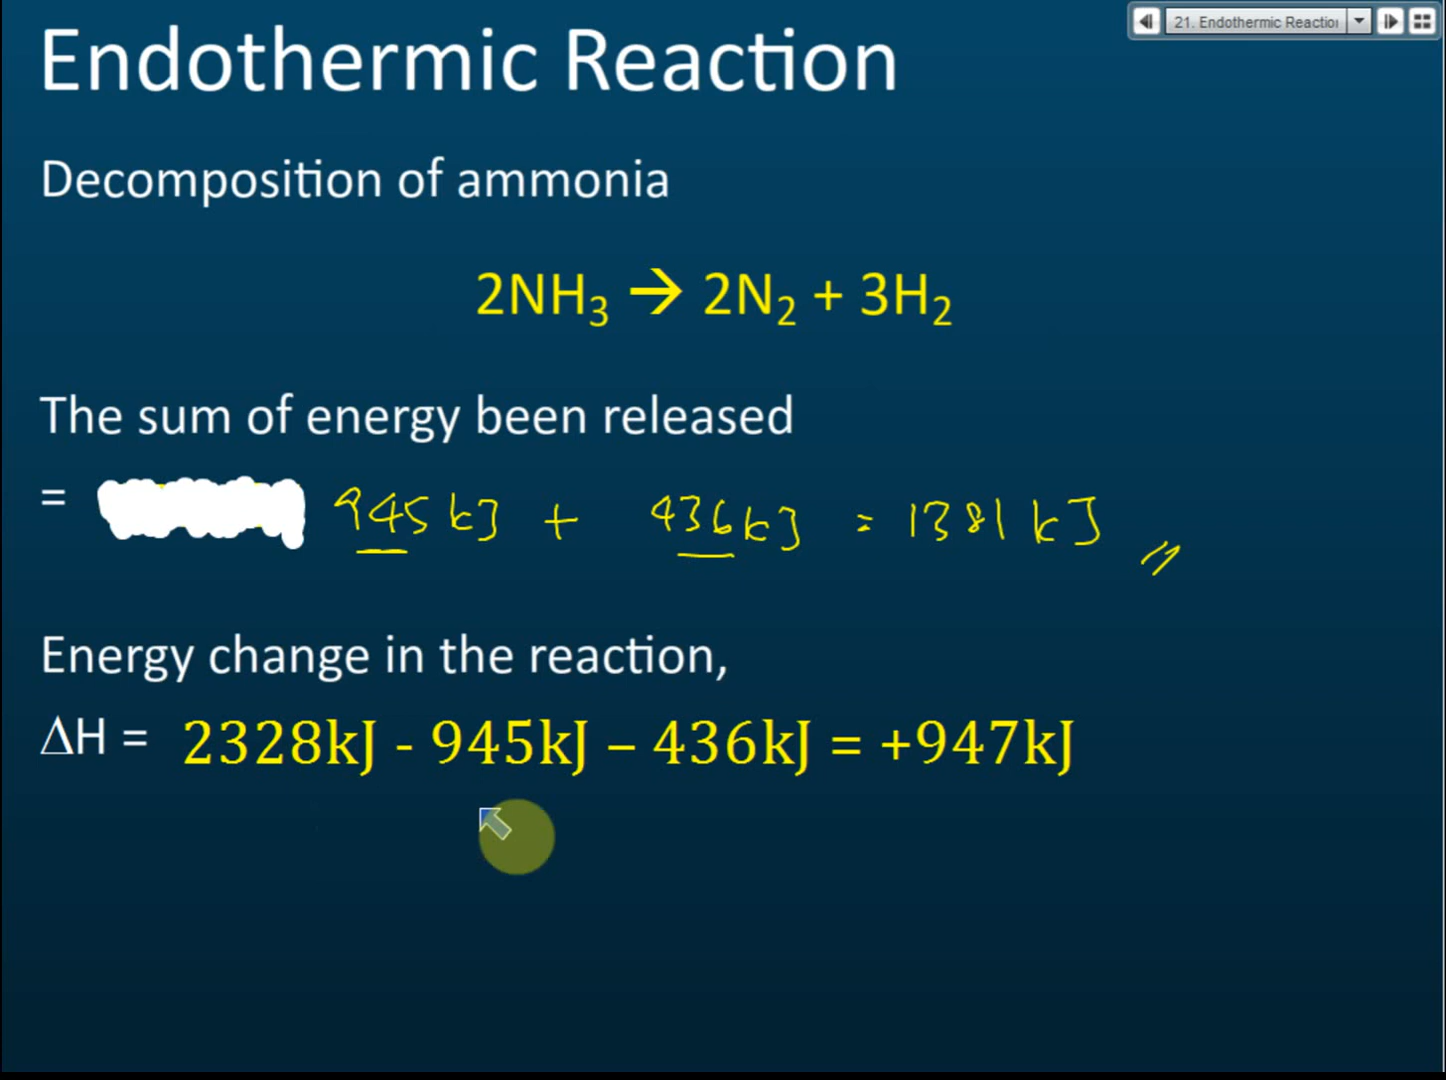 Endothermic Reaction
21. Endothermic Reactior
Decomposition of ammonia
2NH₃ → 2N₂ + 3H₂
The sum of energy been released
= 945 kJ + 436 kJ = 1381 kJ
Energy change in the reaction,
ΔH = 2328kJ - 945kJ – 436kJ = +947kJ